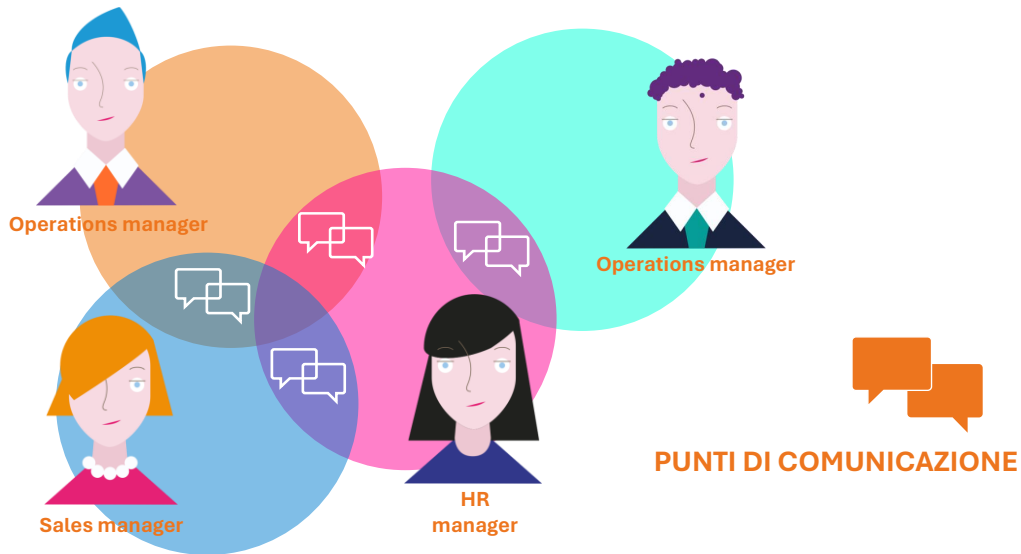 Operations manager
Operations manager
Sales manager
HR
manager
PUNTI DI COMUNICAZIONE